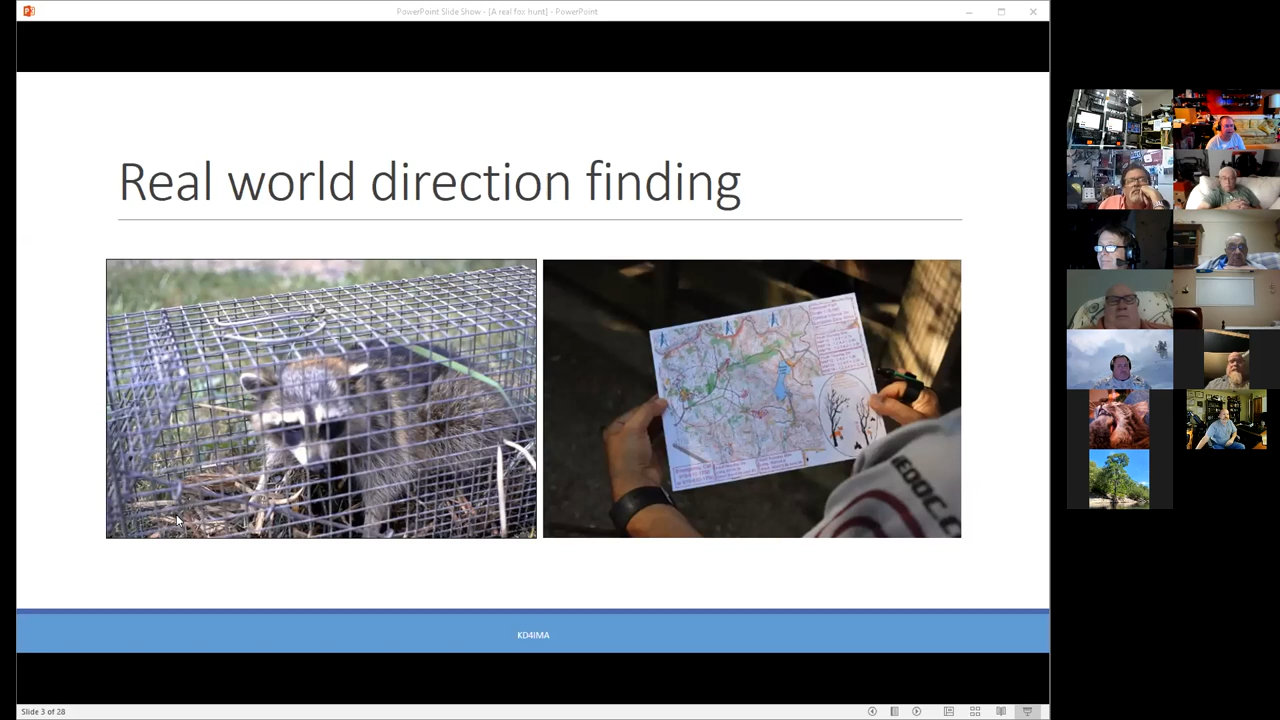 PowerPoint Slide Show - [A real fox hunt] - PowerPoint
Real world direction finding
KD4IMA
Slide 3 of 28